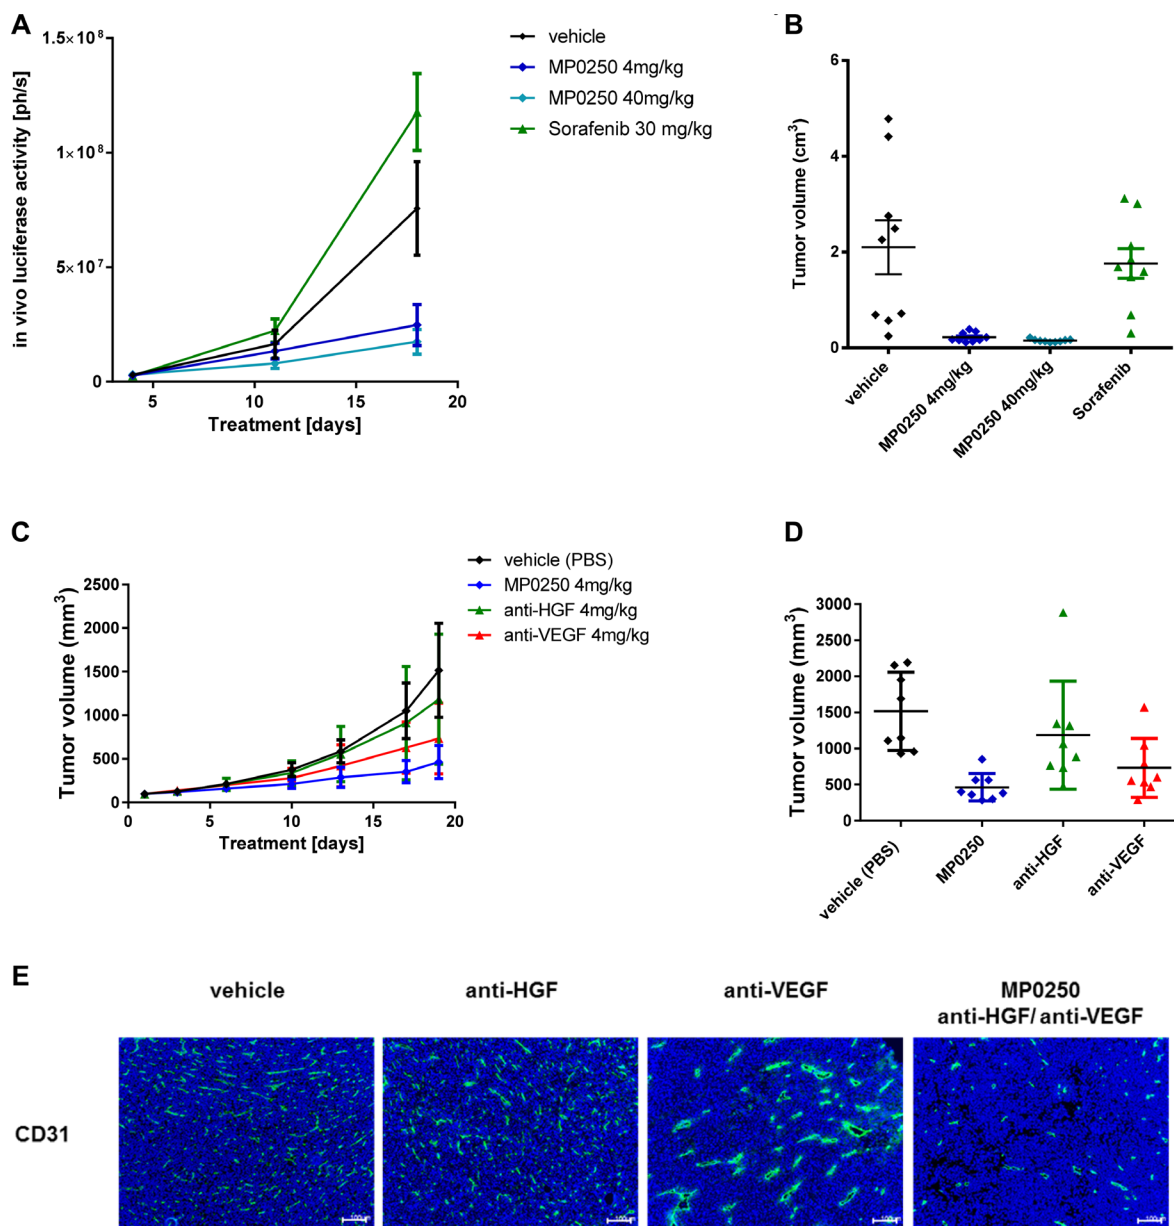 A
in vivo luciferase activity [ph/s]
1.5×10⁸
1×10⁸
5×10⁷
0
5
10
15
20
Treatment [days]
vehicle
MP0250 4mg/kg
MP0250 40mg/kg
Sorafenib 30 mg/kg
B
Tumor volume (cm³)
6
4
2
0
vehicle
MP0250 4mg/kg
MP0250 40mg/kg
Sorafenib
C
Tumor volume (mm³)
2500
2000
1500
1000
500
0
0
5
10
15
20
Treatment [days]
vehicle (PBS)
MP0250 4mg/kg
anti-HGF 4mg/kg
anti-VEGF 4mg/kg
D
Tumor volume (mm³)
3000
2500
2000
1500
1000
500
0
vehicle (PBS)
MP0250
anti-HGF
anti-VEGF
E
vehicle
anti-HGF
anti-VEGF
MP0250
anti-HGF/ anti-VEGF
CD31